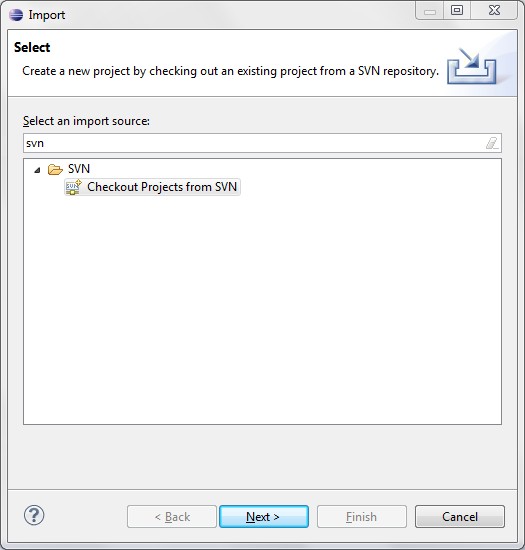 Import
Select
Create a new project by checking out an existing project from a SVN repository.
Select an import source:
svn
SVN
Checkout Projects from SVN
< Back
Next >
Finish
Cancel